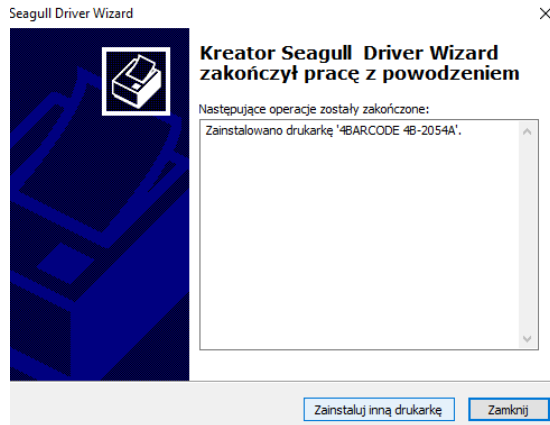 Seagull Driver Wizard
Kreator Seagull Driver Wizard
zakończył pracę z powodzeniem
Następujące operacje zostały zakończone:
Zainstalowano drukarkę '4BARCODE 4B-2054A'.
Zainstaluj inną drukarkę
Zamknij